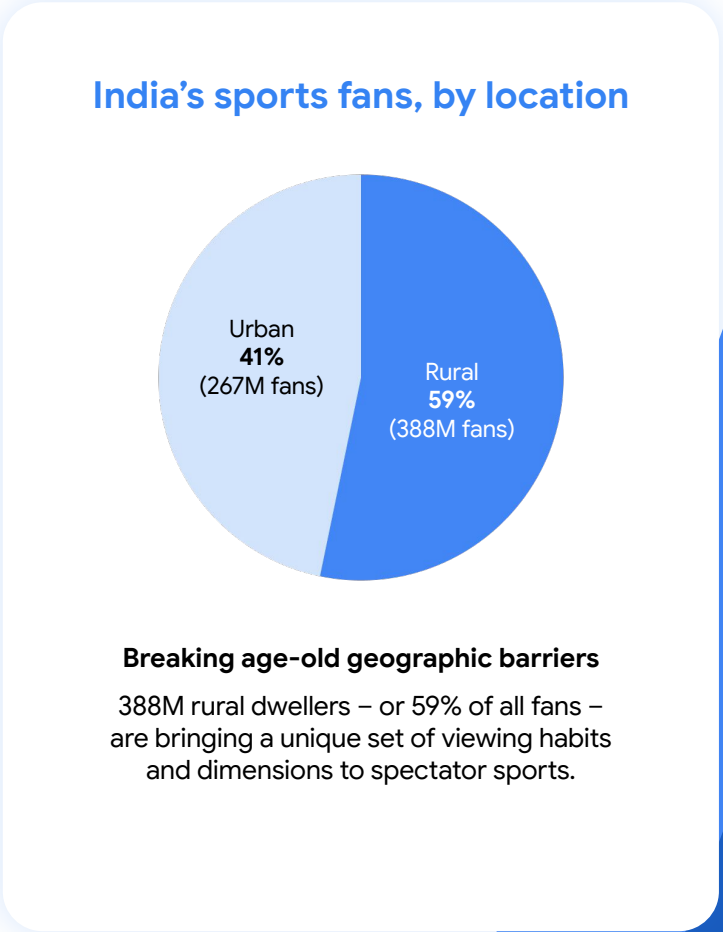 India’s sports fans, by location
Urban
41%
(267M fans)
Rural
59%
(388M fans)
Breaking age-old geographic barriers
388M rural dwellers – or 59% of all fans –
are bringing a unique set of viewing habits
and dimensions to spectator sports.